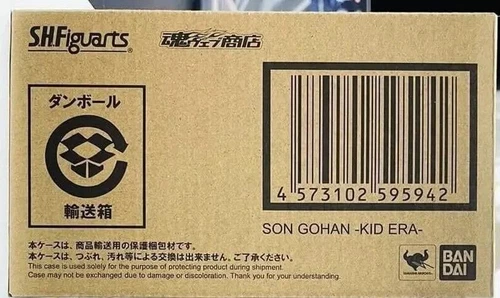 S.H.Figuarts
魂ウェブ商店
ダンボール
輸送箱
4 573102 595942
SON GOHAN -KID ERA-
本ケースは、商品輸送用の保護梱包材です。
本ケースは、つぶれ、汚れ等による交換は出来ません。ご了承ください。
This case is used solely for the purpose of protecting product during shipment.
Case may not be exchanged due to damage or discoloration. Thank you for your understanding.
BAN
DAI